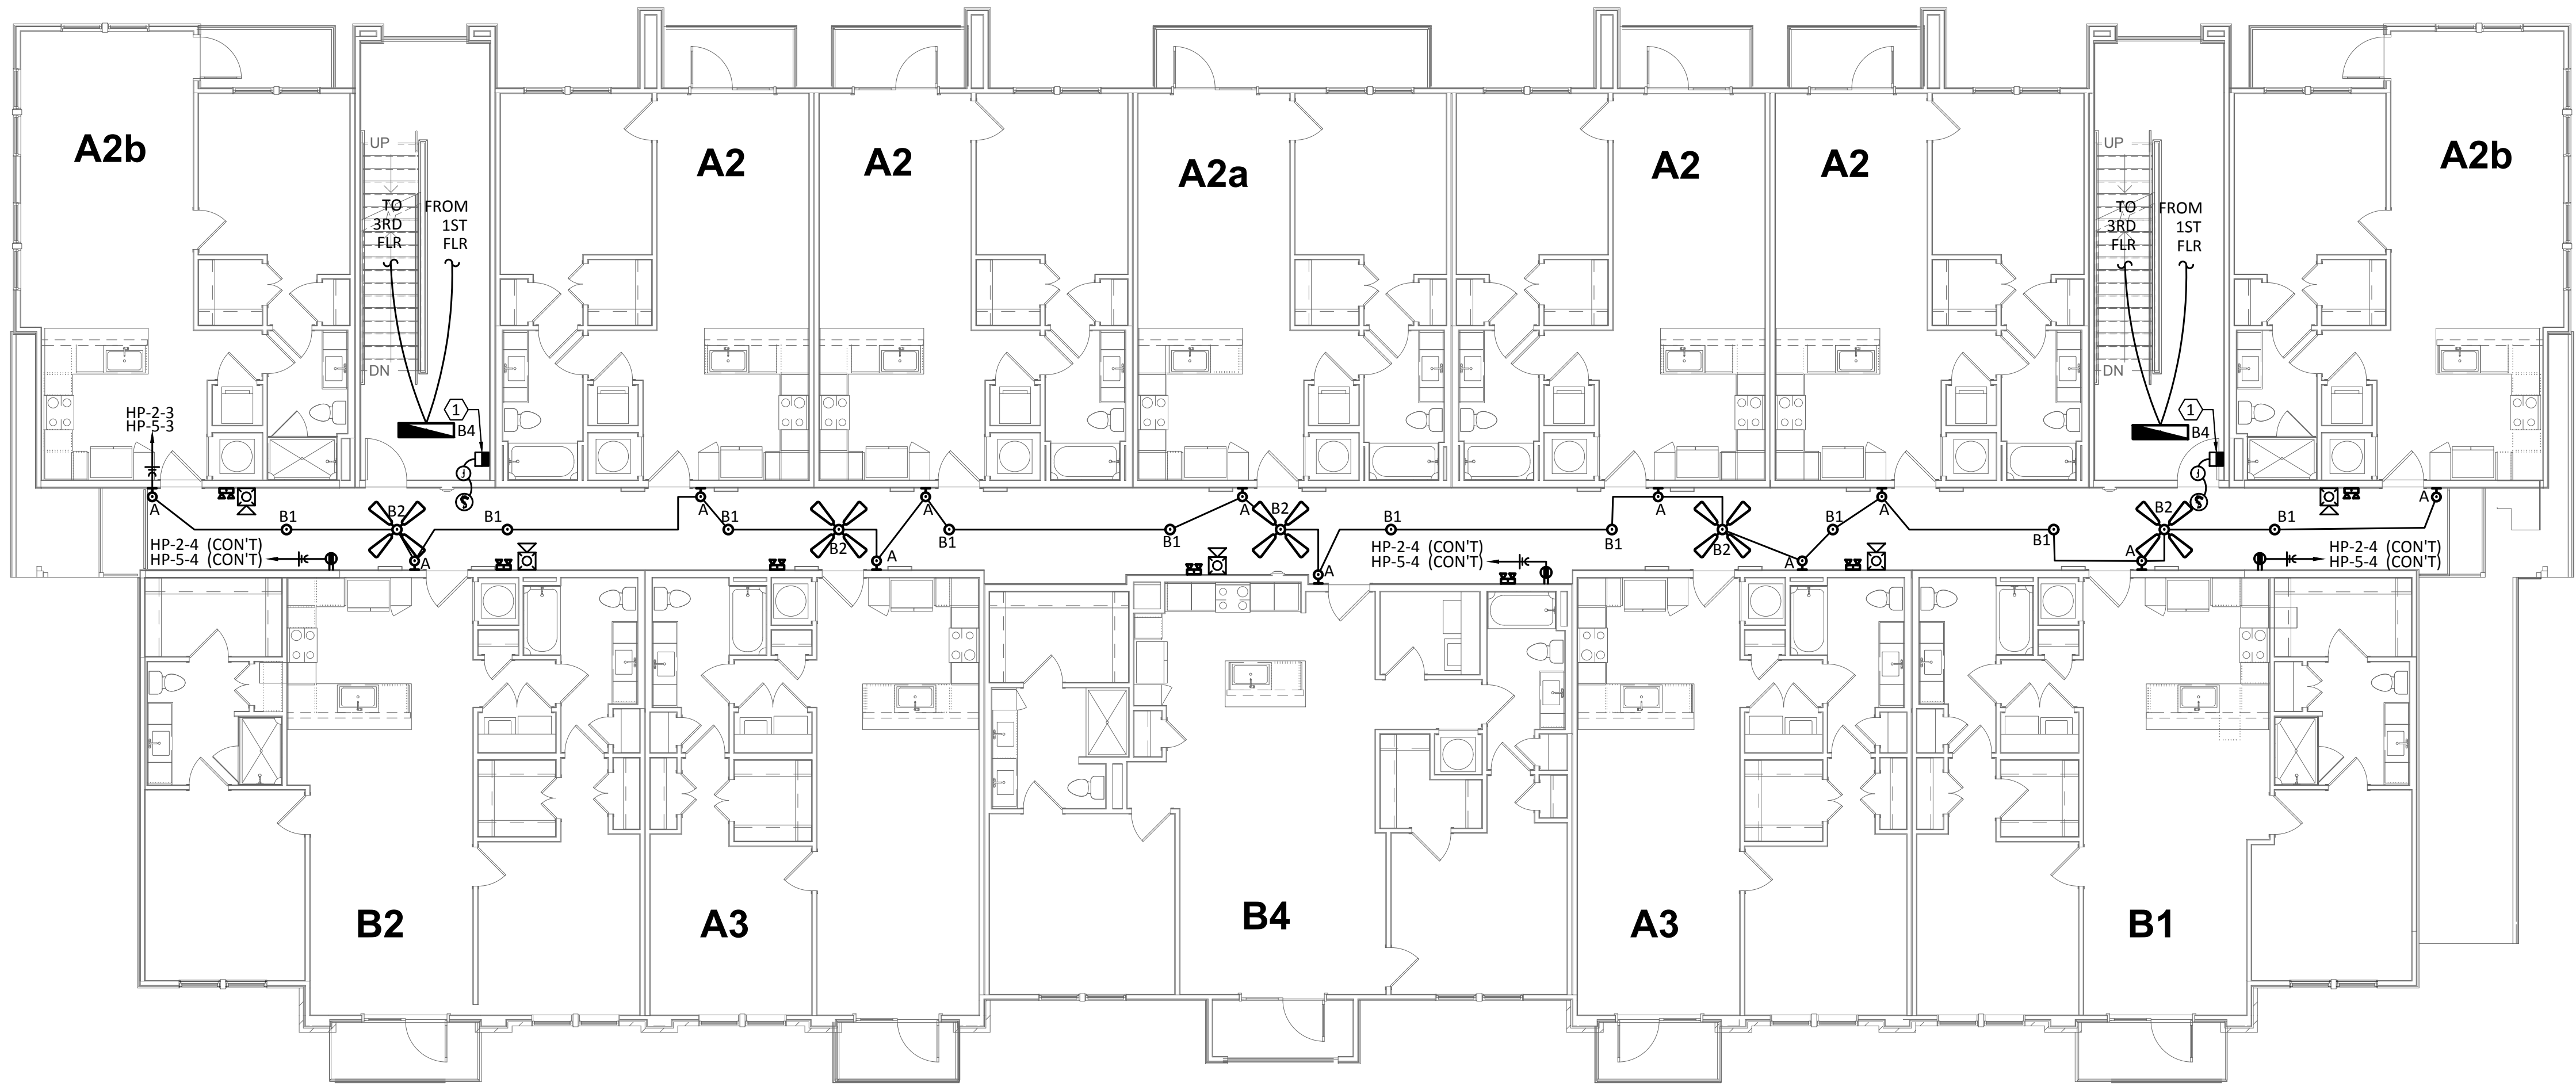 A2b
A2
A2
A2a
A2
A2
A2b
UP
TO
3RD
FLR
FROM
1ST
FLR
DN
1
B4
J
UP
TO
3RD
FLR
FROM
1ST
FLR
DN
1
B4
J
HP-2-3
HP-5-3
A
A
A
A
A
A
A
B1
B2
B1
B1
B2
B1
B1
B2
B1
B1
B2
B1
B1
B2
B1
A
A
A
A
A
HP-2-4 (CON'T)
HP-5-4 (CON'T)
HP-2-4 (CON'T)
HP-5-4 (CON'T)
HP-2-4 (CON'T)
HP-5-4 (CON'T)
B2
A3
B4
A3
B1